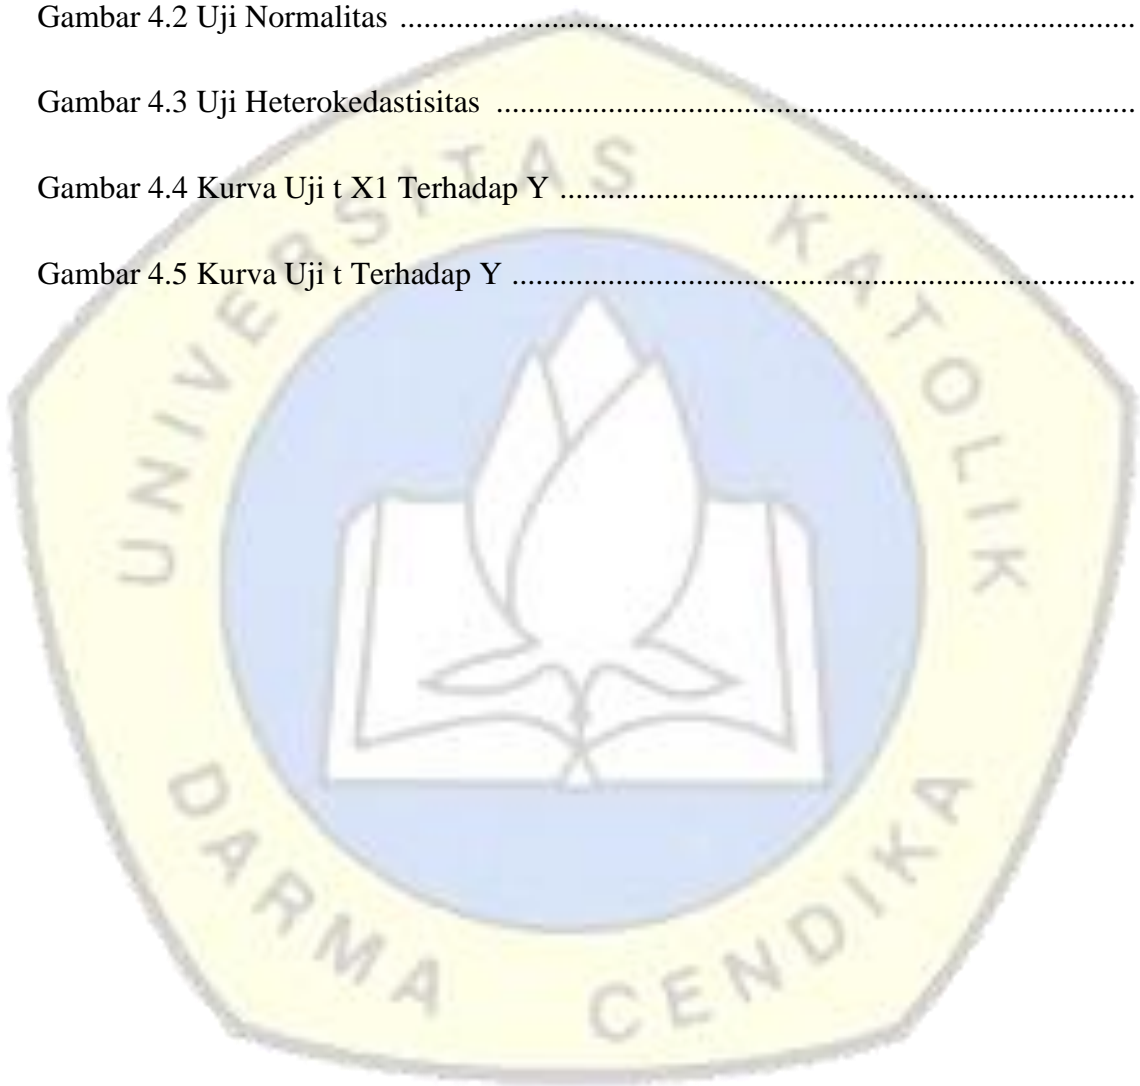 Gambar 4.2 Uji Normalitas ............................................................................................
Gambar 4.3 Uji Heterokedastisitas ................................................................................
Gambar 4.4 Kurva Uji t X1 Terhadap Y ........................................................................
Gambar 4.5 Kurva Uji t Terhadap Y ..............................................................................
UNIVERSITAS KATOLIK
DARMA CENDIKA